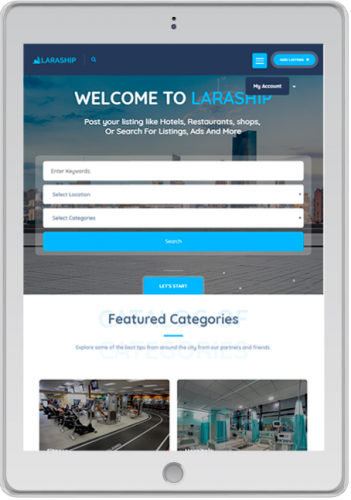 LARASHIP
ADD LISTING +
My Account
WELCOME TO LARASHIP
Post your listing like Hotels, Restaurants, shops,
Or Search For Listings, Ads And More
Enter Keywords
Select Location
Select Categories
Search
LET'S START
Featured Categories
Explore some of the best tips from around the city from our partners and friends.